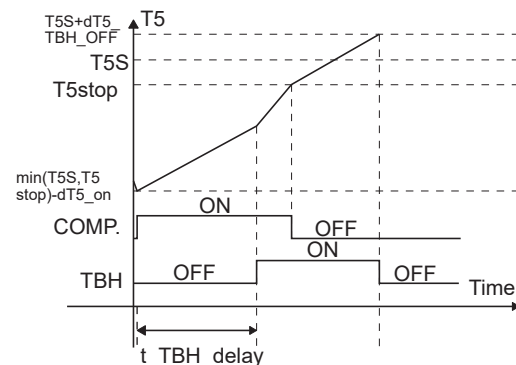 T5S+dT5_
TBH_OFF
T5
T5S
T5stop
min(T5S,T5
stop)-dT5_on
COMP.
ON
OFF
TBH
OFF
ON
OFF
Time
t TBH delay